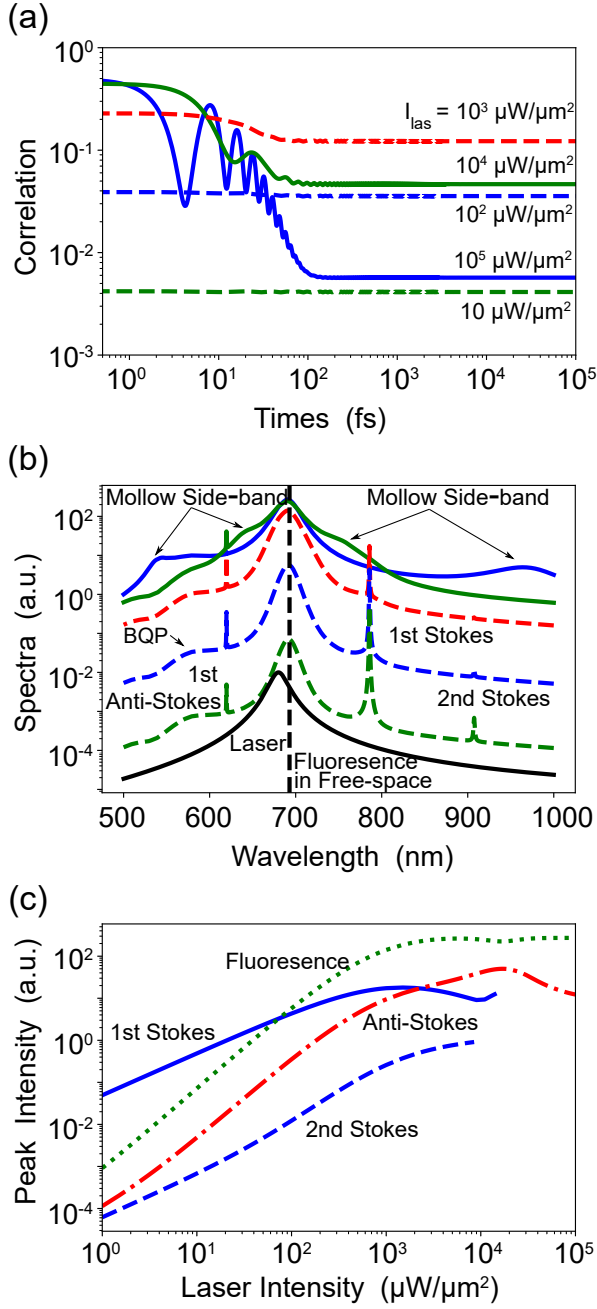 (a)
10⁰
10⁻¹
10⁻²
10⁻³
Correlation
I_las = 10³ µW/µm²
10⁴ µW/µm²
10² µW/µm²
10⁵ µW/µm²
10 µW/µm²
10⁰ 10¹ 10² 10³ 10⁴ 10⁵
Times (fs)
(b)
10²
10⁰
10⁻²
10⁻⁴
Spectra (a.u.)
Mollow Side-band
Mollow Side-band
BQP
1st
Anti-Stokes
1st Stokes
2nd Stokes
Laser
Fluoresence
in Free-space
500 600 700 800 900 1000
Wavelength (nm)
(c)
10²
10⁰
10⁻²
10⁻⁴
Peak Intensity (a.u.)
Fluoresence
1st Stokes
Anti-Stokes
2nd Stokes
10⁰ 10¹ 10² 10³ 10⁴ 10⁵
Laser Intensity (µW/µm²)